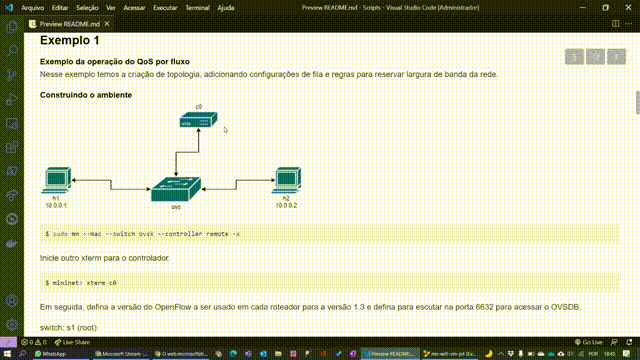 Arquivo Editar Seleção Ver Acessar Executar Terminal Ajuda Preview README.md - Scripts - Visual Studio Code [Administrador]
Preview README.md
Exemplo 1
Exemplo da operação do QoS por fluxo
Nesse exemplo temos a criação de topologia, adicionando configurações de fila e regras para reservar largura de banda da rede.
Construindo o ambiente
c0
h1
10.0.0.1
ovs
h2
10.0.0.2
$ sudo mn --mac --switch ovsk --controller remote -x
Inicie outro xterm para o controlador.
$ mininet> xterm c0
Em seguida, defina a versão do OpenFlow a ser usado em cada roteador para a versão 1.3 e defina para escutar na porta 6632 para acessar o OVSDB.
switch: s1 (root):
0 0 Live Share Go Live
WhatsApp Microsoft Stream - Preview README... POR 18:45